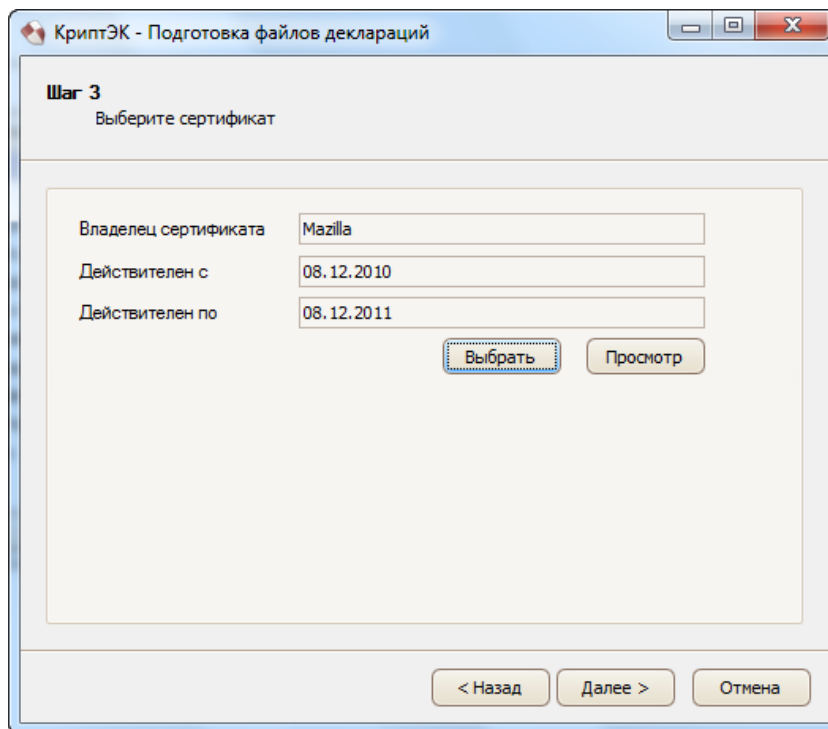 КриптЭК - Подготовка файлов деклараций
Шаг 3
Выберите сертификат
Владелец сертификата Mazilla
Действителен с 08.12.2010
Действителен по 08.12.2011
Выбрать Просмотр
< Назад Далее > Отмена